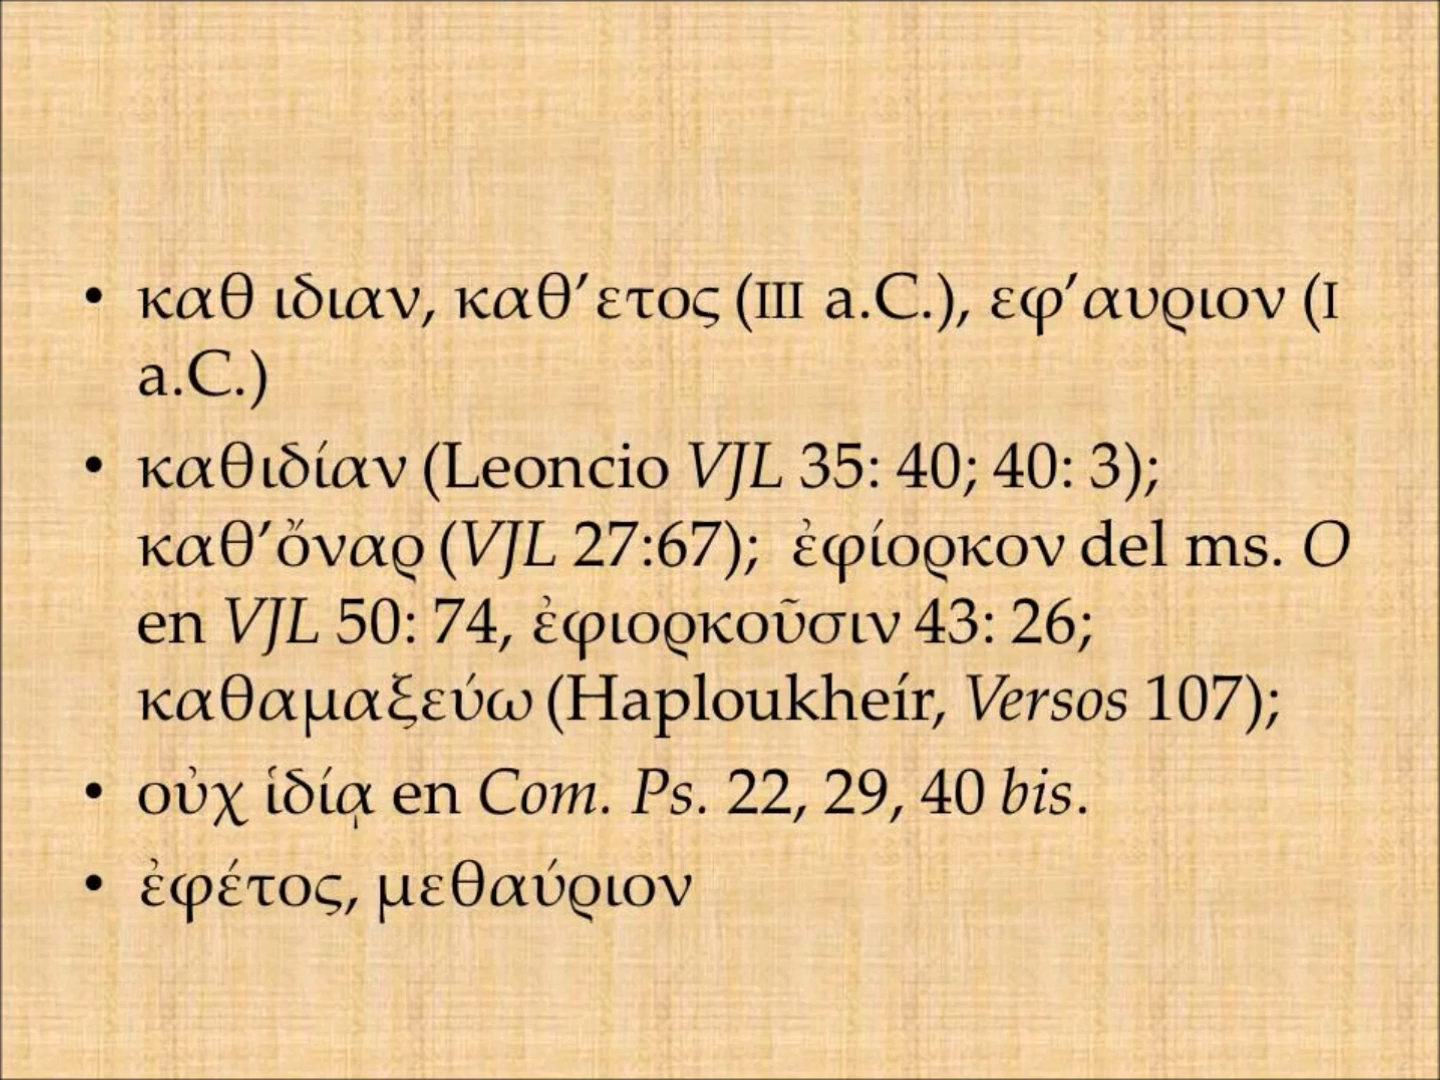 • καθ ιδιαν, καθ’ετος (III a.C.), εφ’αυριον (I
a.C.)
• καθιδίαν (Leoncio VJL 35: 40; 40: 3);
καθ’ὄναρ (VJL 27:67); ἐφίορκον del ms. O
en VJL 50: 74, ἐφιορκοῦσιν 43: 26;
καθαμαξεύω (Haploukheír, Versos 107);
• οὐχ ἱδίᾳ en Com. Ps. 22, 29, 40 bis.
• ἐφέτος, μεθαύριον